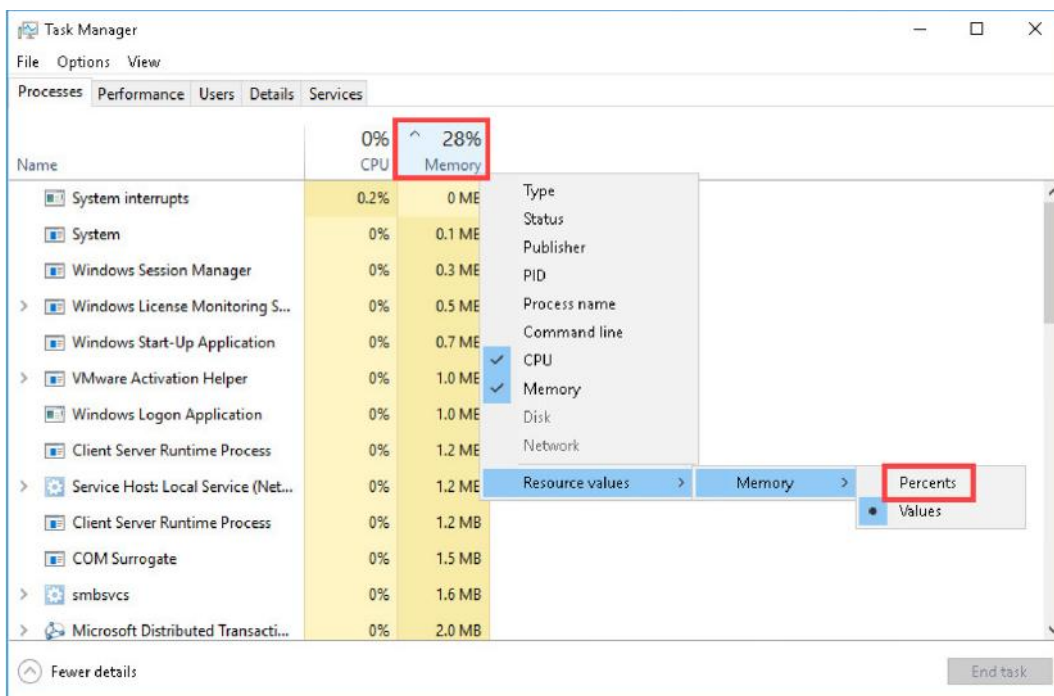 Task Manager
File Options View
Processes Performance Users Details Services
0% 28%
Name CPU Memory
System interrupts 0.2% 0 MB
System 0% 0.1 MB
Windows Session Manager 0% 0.3 MB
Windows License Monitoring S... 0% 0.5 MB
Windows Start-Up Application 0% 0.7 MB
VMware Activation Helper 0% 1.0 MB
Windows Logon Application 0% 1.0 MB
Client Server Runtime Process 0% 1.2 MB
Service Host: Local Service (Net... 0% 1.2 MB
Client Server Runtime Process 0% 1.2 MB
COM Surrogate 0% 1.5 MB
smbsvcs 0% 1.6 MB
Microsoft Distributed Transacti... 0% 2.0 MB
Type
Status
Publisher
PID
Process name
Command line
CPU
Memory
Disk
Network
Resource values
Memory
Percents
Values
Fewer details End task